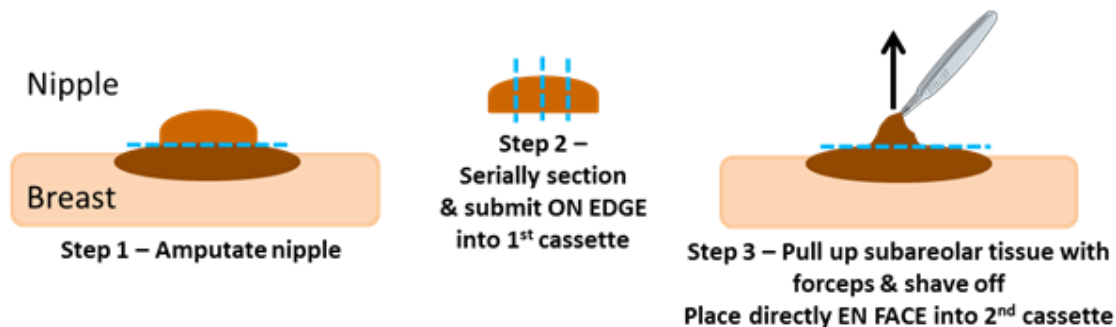 Nipple
Breast
Step 1 – Amputate nipple
Step 2 –
Serially section
& submit ON EDGE
into 1st cassette
Step 3 – Pull up subareolar tissue with
forceps & shave off
Place directly EN FACE into 2nd cassette